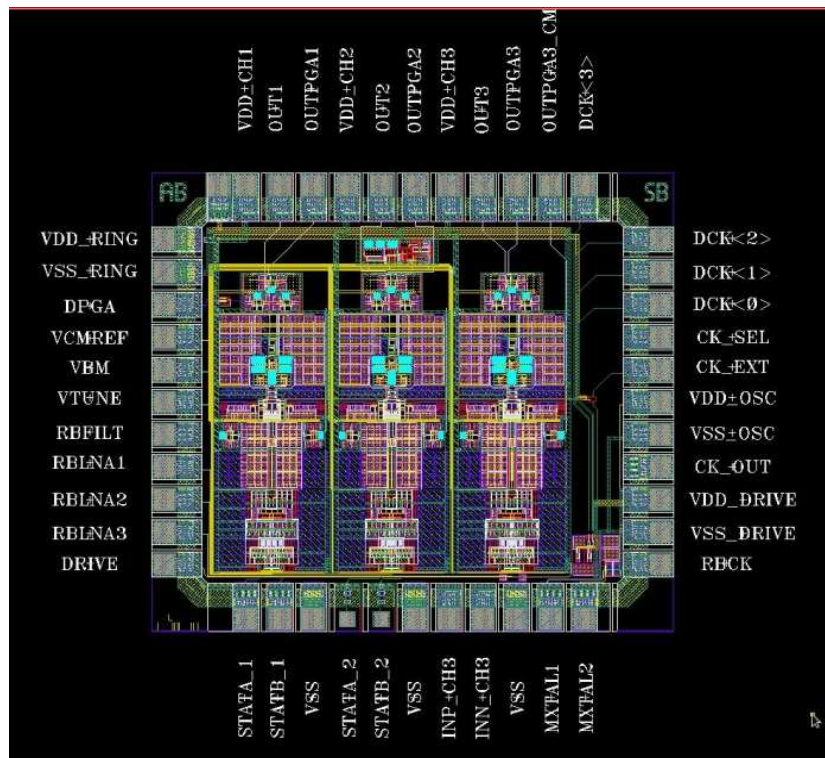 VDD_CH1
OUT1
OUTPGA1
VDD_CH2
OUT2
OUTPGA2
VDD_CH3
OUT3
OUTPGA3
OUTPGA3_CM
DCK<3>
AB
SB
VDD_RING
VSS_RING
DPGA
VCMREF
VBM
VTUNE
RBFILT
RBLNA1
RBLNA2
RBLNA3
DRIVE
DCK<2>
DCK<1>
DCK<0>
CK_SEL
CK_EXT
VDD_OSC
VSS_OSC
CK_OUT
VDD_DRIVE
VSS_DRIVE
RBCK
STATA_1
STATB_1
VSS
STATA_2
STATB_2
VSS
INP_CH3
INN_CH3
VSS
MXTAL1
MXTAL2